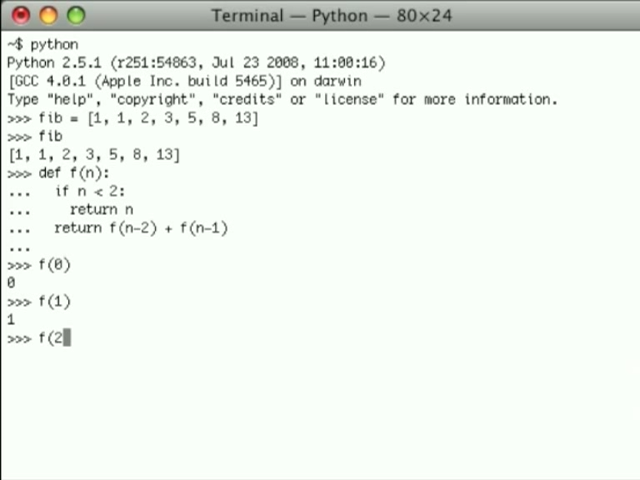 Terminal — Python — 80×24
~$ python
Python 2.5.1 (r251:54863, Jul 23 2008, 11:00:16)
[GCC 4.0.1 (Apple Inc. build 5465)] on darwin
Type "help", "copyright", "credits" or "license" for more information.
>>> fib = [1, 1, 2, 3, 5, 8, 13]
>>> fib
[1, 1, 2, 3, 5, 8, 13]
>>> def f(n):
...   if n < 2:
...     return n
...   return f(n-2) + f(n-1)
...
>>> f(0)
0
>>> f(1)
1
>>> f(2